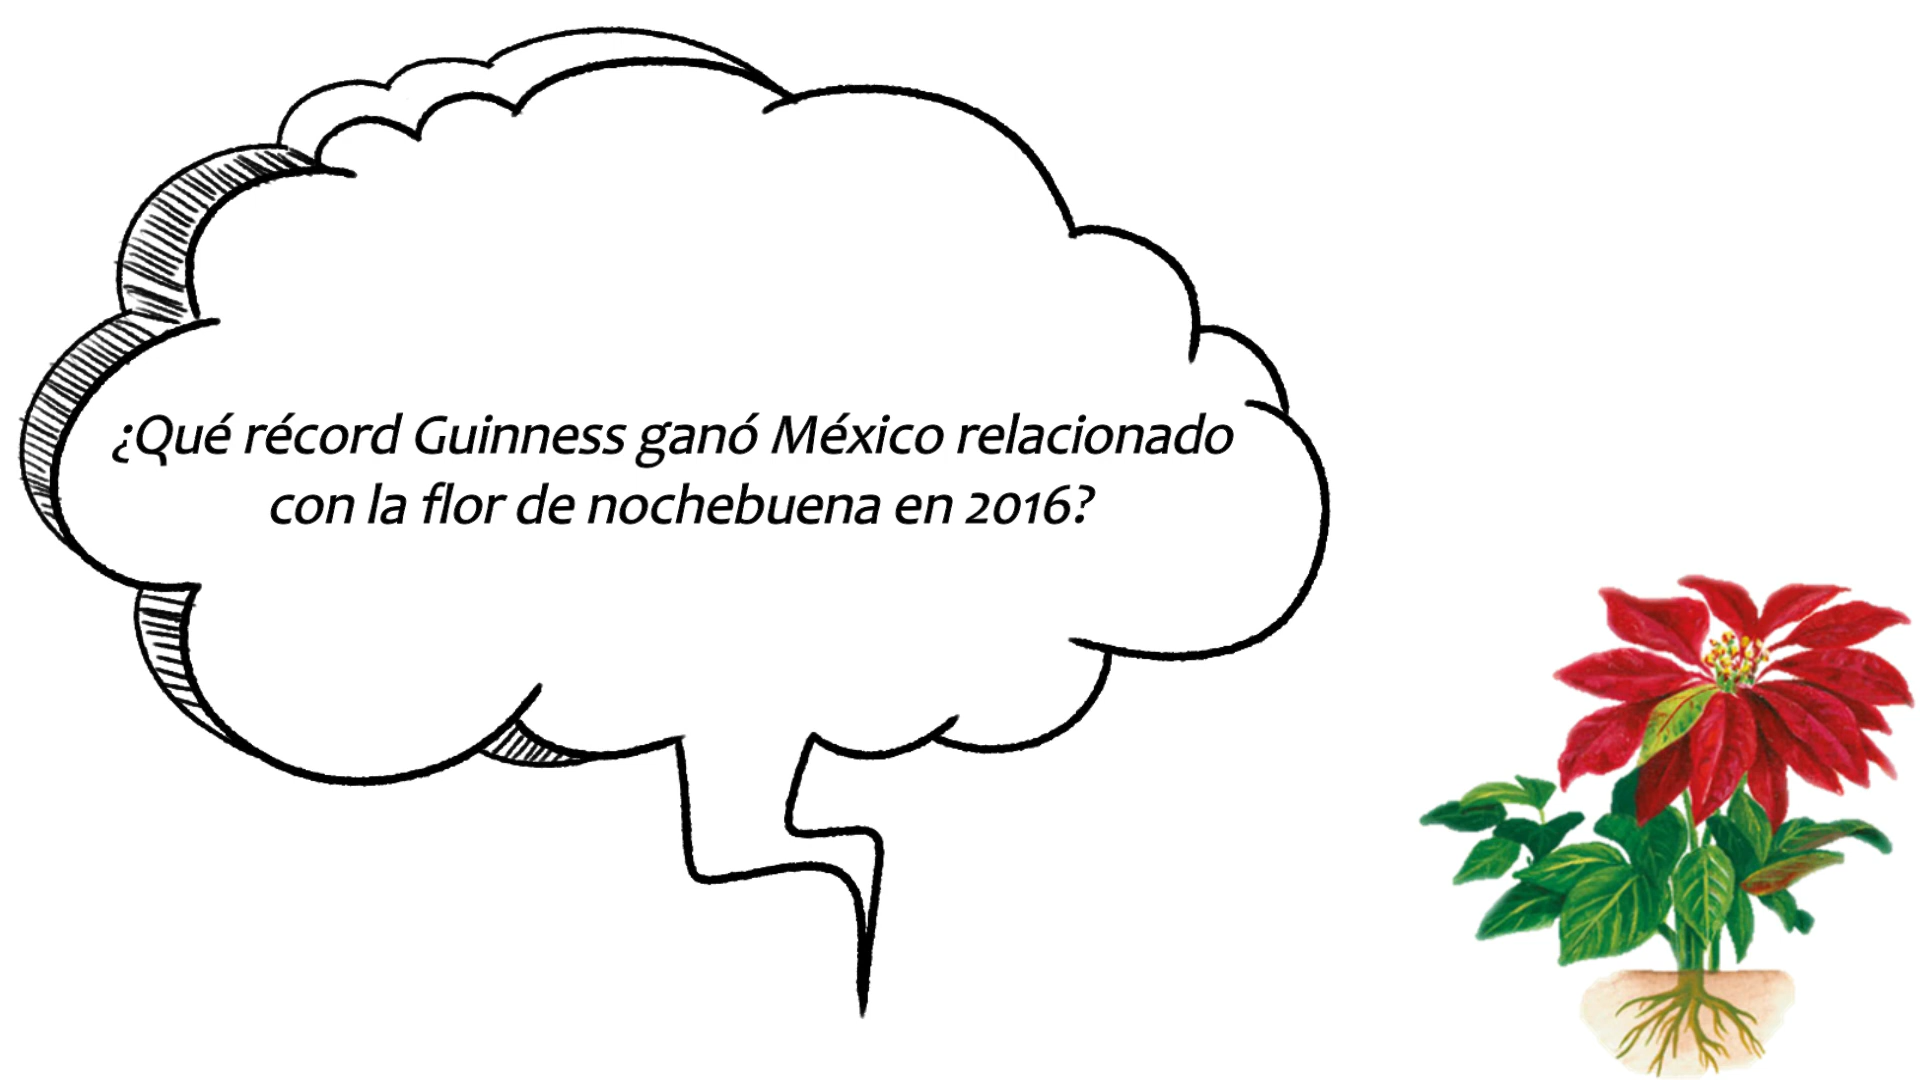 ¿Qué récord Guinness ganó México relacionado
con la flor de nochebuena en 2016?